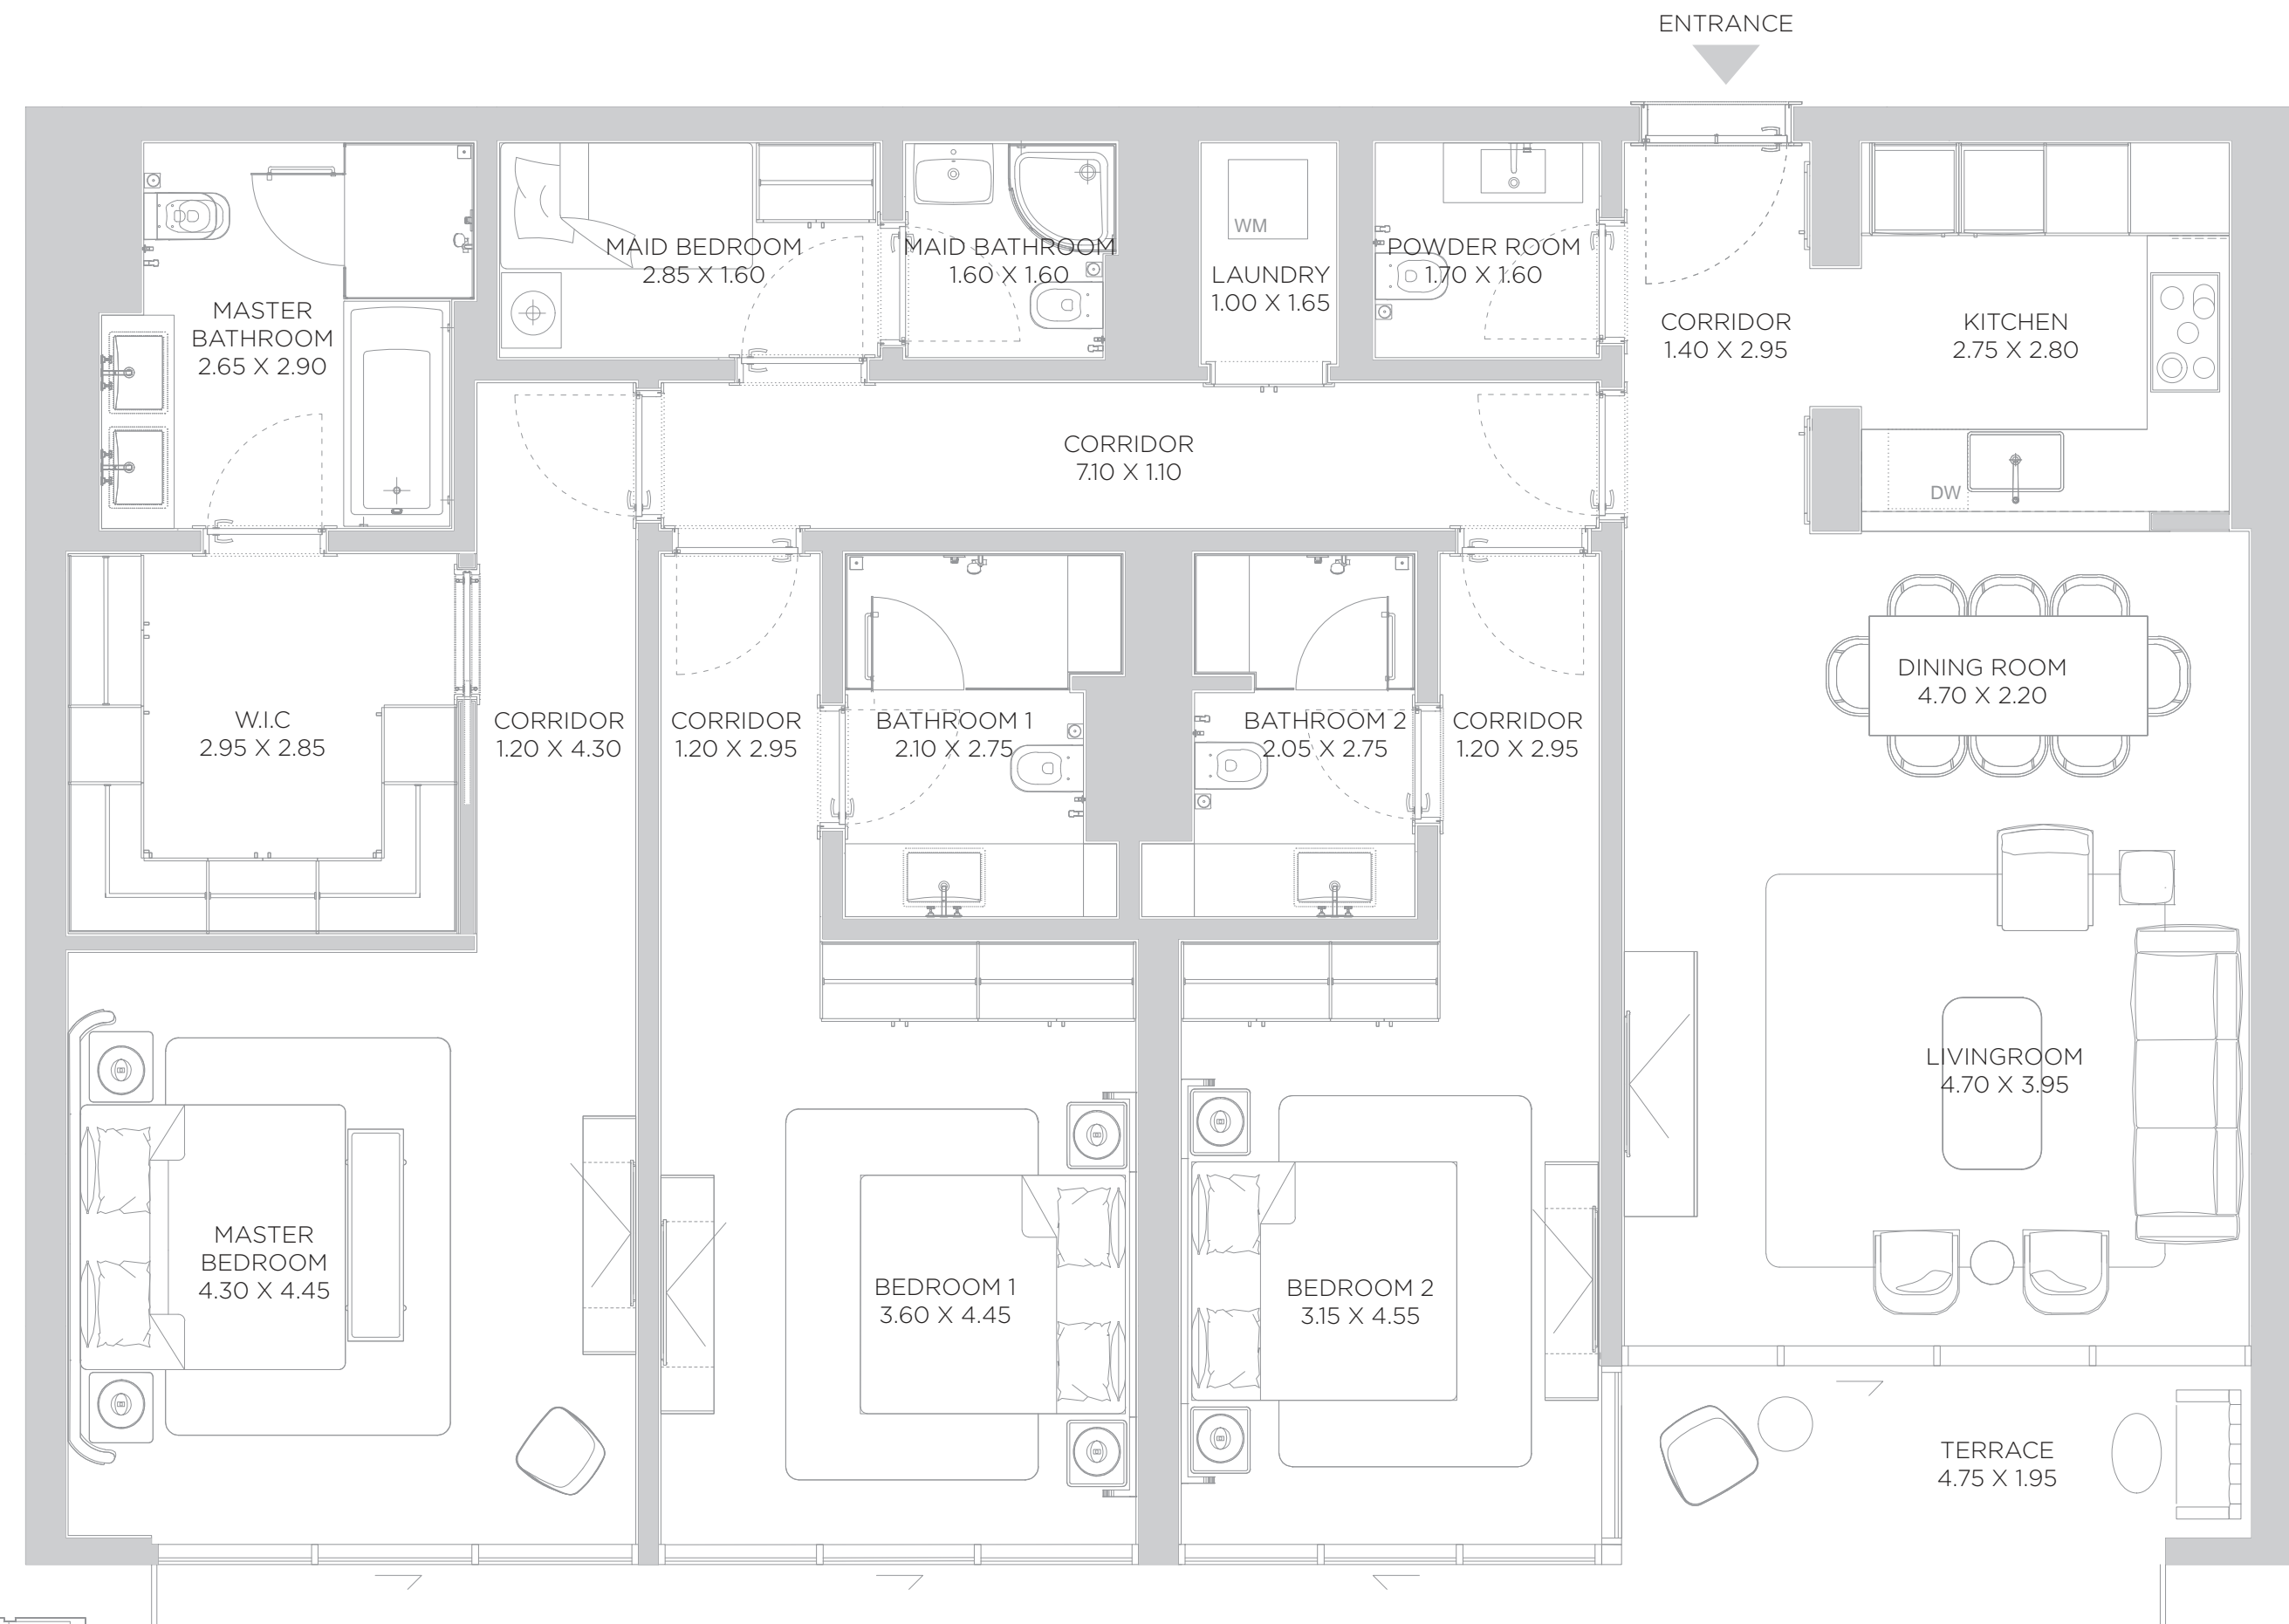 ENTRANCE
MAID BEDROOM
2.85 X 1.60
MAID BATHROOM
1.60 X 1.60
WM
LAUNDRY
1.00 X 1.65
POWDER ROOM
1.70 X 1.60
MASTER
BATHROOM
2.65 X 2.90
CORRIDOR
1.40 X 2.95
KITCHEN
2.75 X 2.80
CORRIDOR
7.10 X 1.10
DW
W.I.C
2.95 X 2.85
CORRIDOR
1.20 X 4.30
CORRIDOR
1.20 X 2.95
BATHROOM 1
2.10 X 2.75
BATHROOM 2
2.05 X 2.75
CORRIDOR
1.20 X 2.95
DINING ROOM
4.70 X 2.20
LIVINGROOM
4.70 X 3.95
MASTER
BEDROOM
4.30 X 4.45
BEDROOM 1
3.60 X 4.45
BEDROOM 2
3.15 X 4.55
TERRACE
4.75 X 1.95